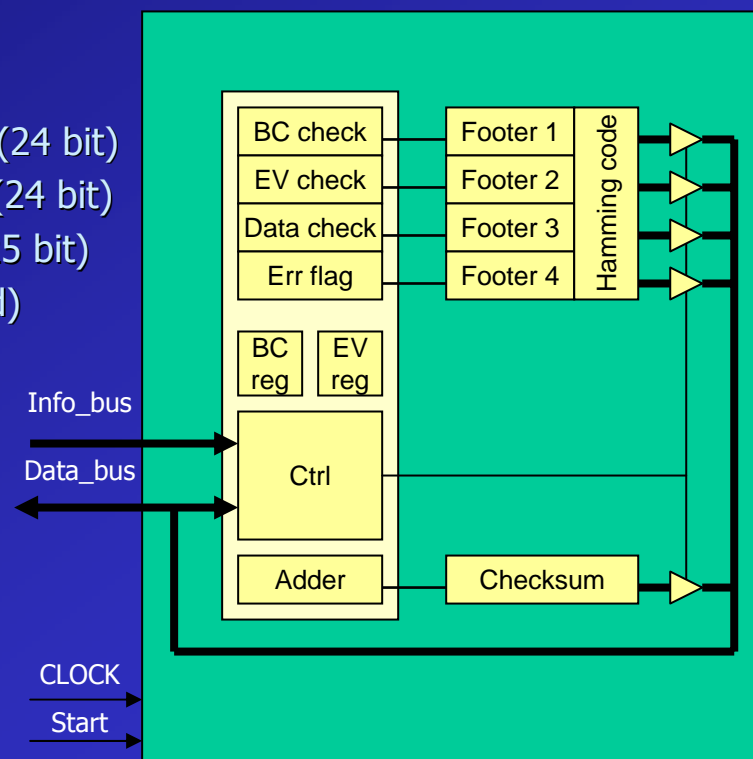 (24 bit)
(24 bit)
5 bit)
)
BC check
EV check
Data check
Err flag
Footer 1
Footer 2
Footer 3
Footer 4
Hamming code
BC
reg
EV
reg
Info_bus
Data_bus
Ctrl
Adder
Checksum
CLOCK
Start